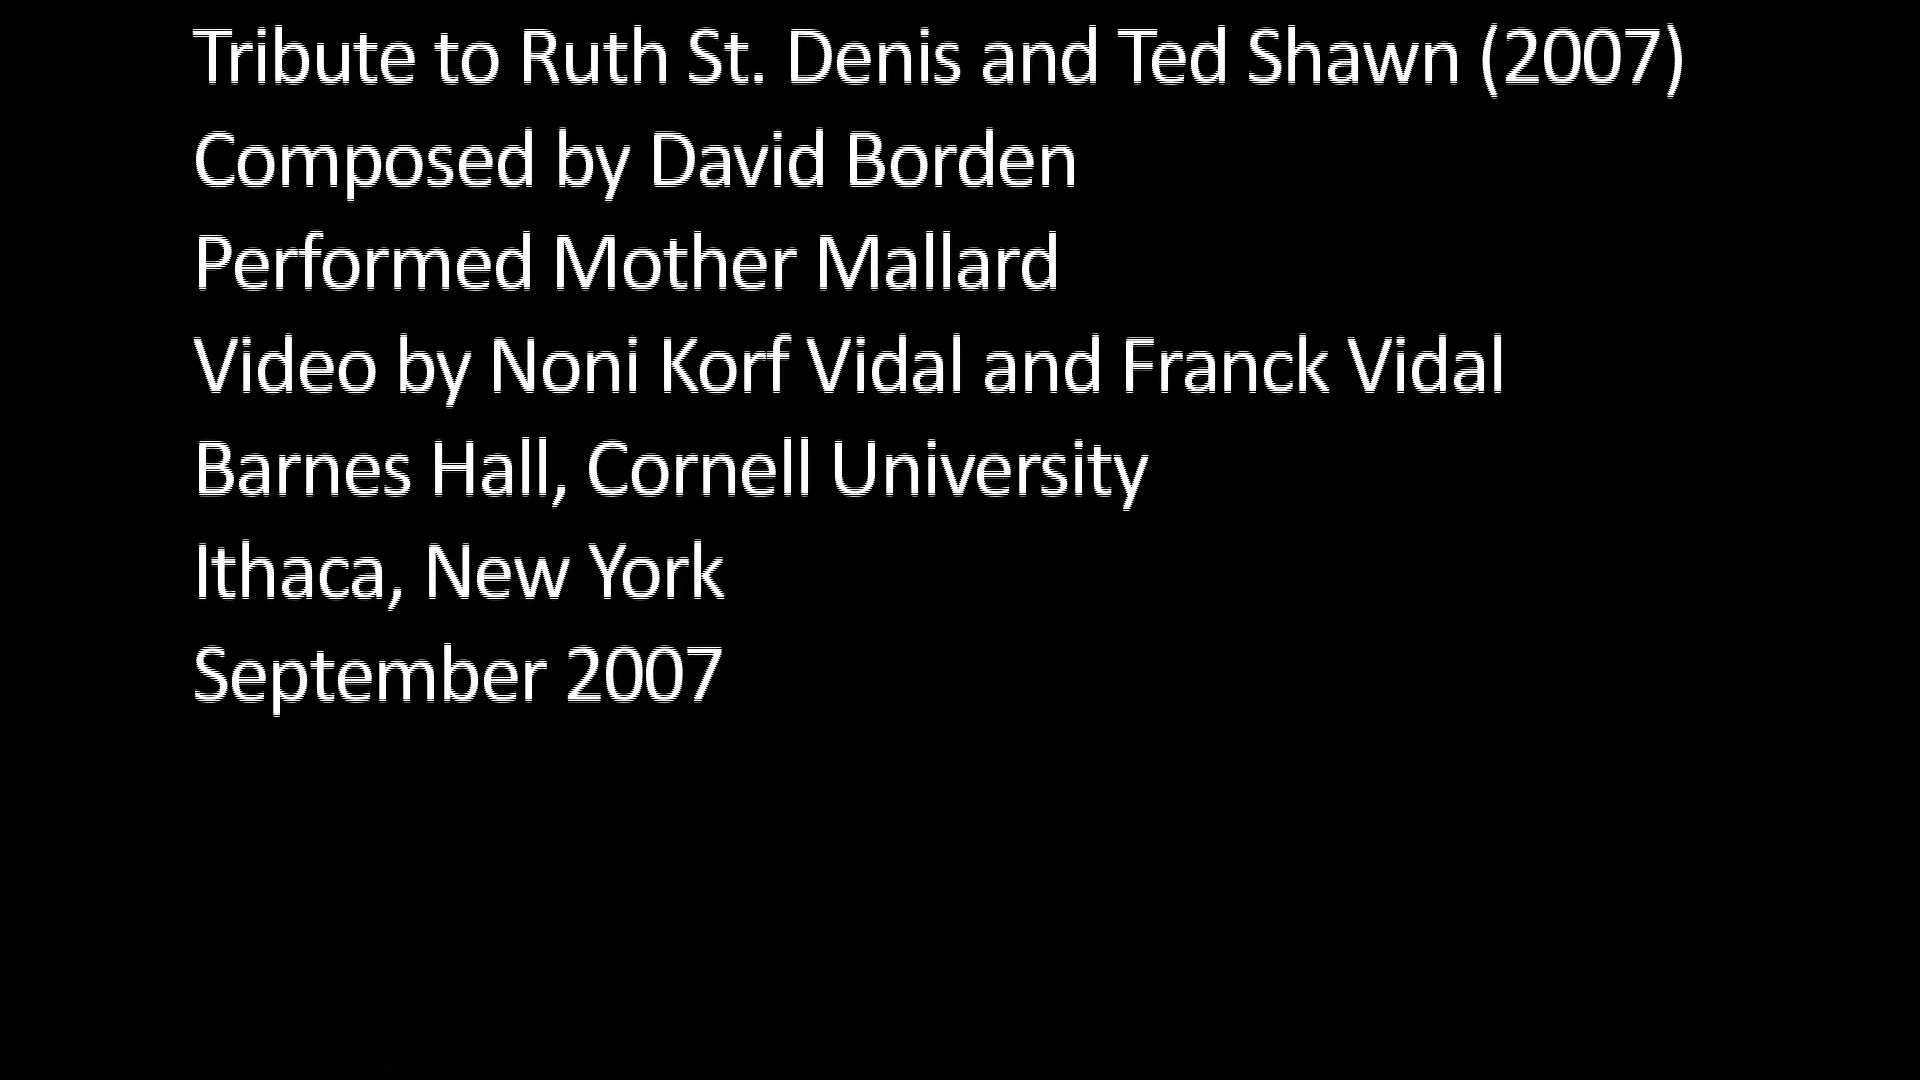 Tribute to Ruth St. Denis and Ted Shawn (2007)
Composed by David Borden
Performed Mother Mallard
Video by Noni Korf Vidal and Franck Vidal
Barnes Hall, Cornell University
Ithaca, New York
September 2007